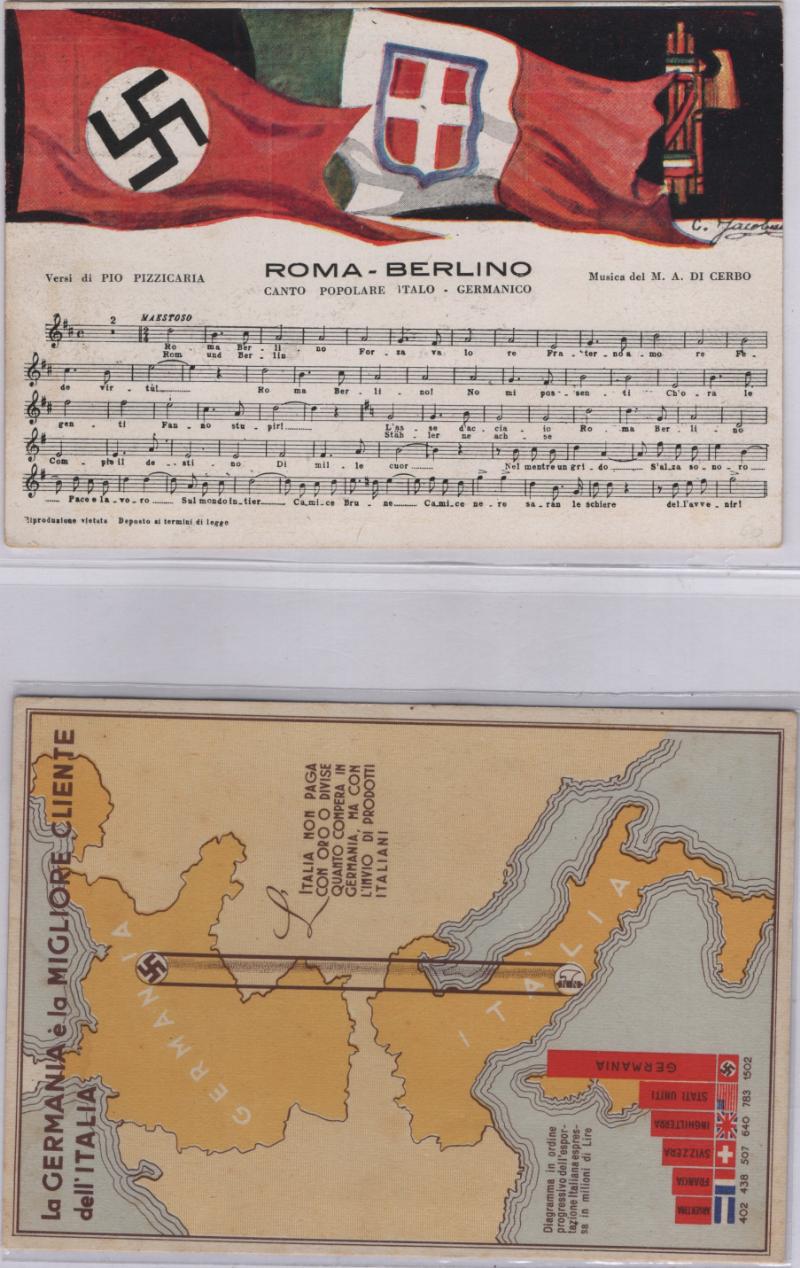 C. Jacobu
Versi di PIO PIZZICARIA
ROMA - BERLINO
CANTO POPOLARE ITALO - GERMANICO
Musica del M. A. DI CERBO
2
MAESTOSO
Ro - ma Ber - li - no For - za va - lo re Fra - ter - no a - mo re Fe -
Rom und Ber - lin
de vir - tù! Ro ma Ber - li - no! No mi pos - sen - ti Ch'o - ra le
gen - ti Fan - no stu - pir! L'as - se d'ac - cia - io Ro - ma Ber - li - no
Stäh - ler ne ach - se
Com - pie il de - sti - no Di mil - le cuor Nel mentre un gri - do S'al.za so - no - ro
Pace e la - vo - ro Sul mondo in - tier Ca - mi - ce Bru - ne Ca - mi - ce ne - re sa - ran le schiere dell'avve - nir!
Riproduzione vietata Deposto ai termini di legge
La GERMANIA è la MIGLIORE CLIENTE
dell'ITALIA
L'ITALIA NON PAGA
CON ORO O DIVISE
QUANTO COMPERA IN
GERMANIA, MA CON
L'INVIO DI PRODOTTI
ITALIANI
GERMANIA
ITALIA
Diagramma in ordine
progressivo dell'espor-
tazione Italiana espres-
sa in milioni di Lire
ARGENTINA
FRANCIA
SVIZZERA
INGHILTERRA
STATI UNITI
GERMANIA
402 438 507 640 783 1502